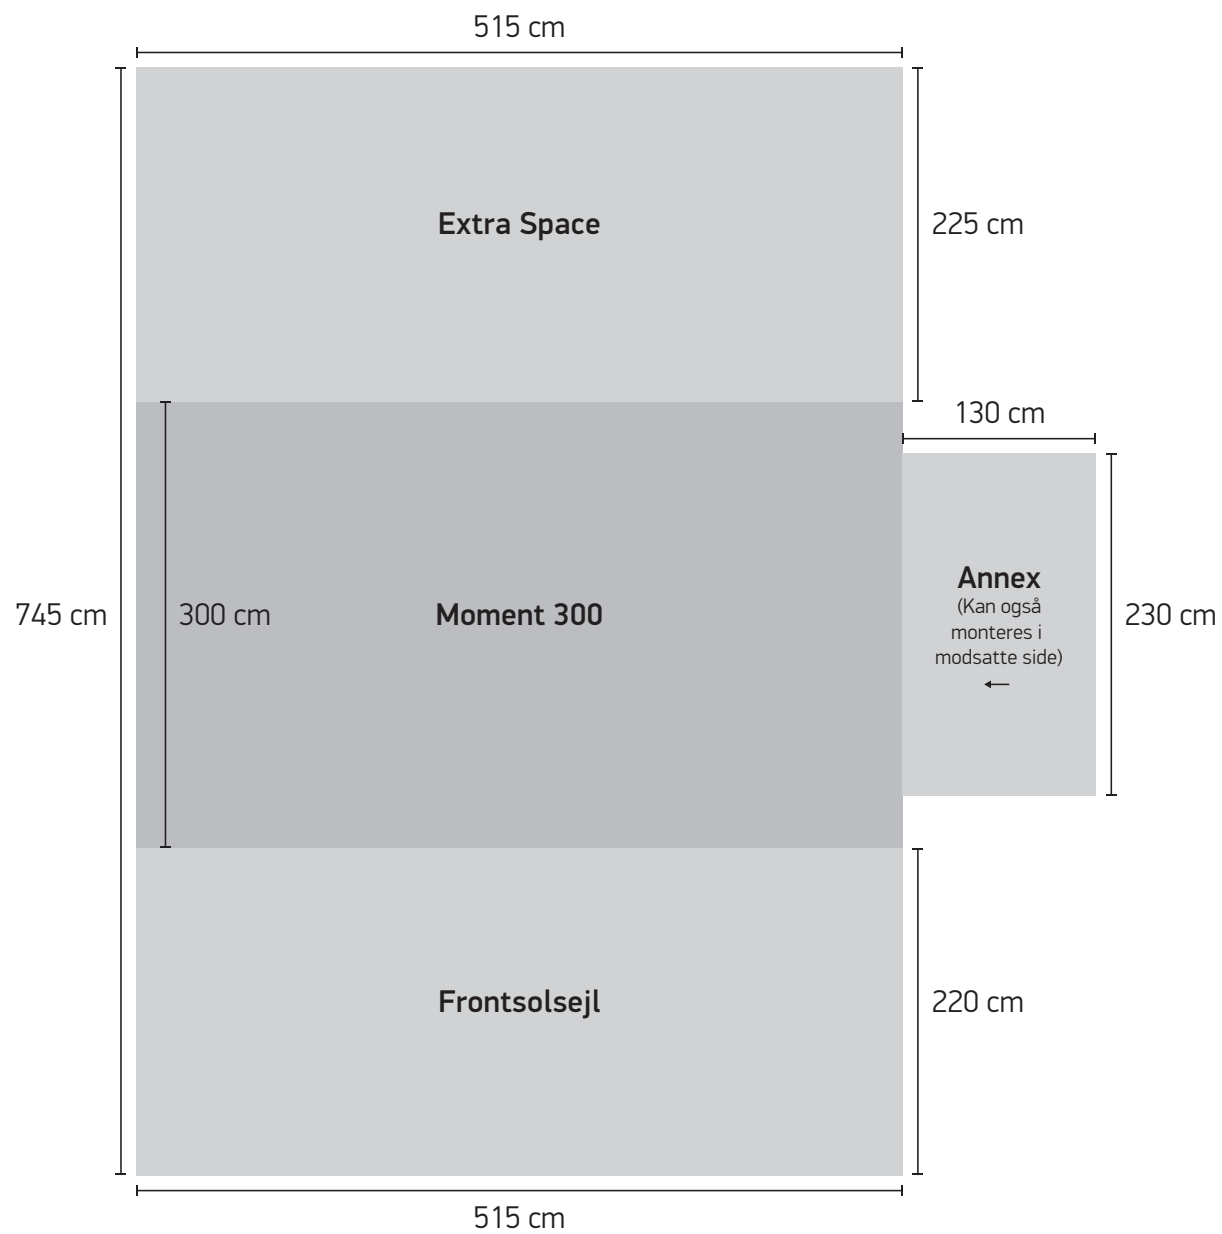 515 cm
Extra Space
225 cm
130 cm
Annex
(Kan også
monteres i
modsatte side)
745 cm
300 cm
Moment 300
230 cm
Frontsolsejl
220 cm
515 cm